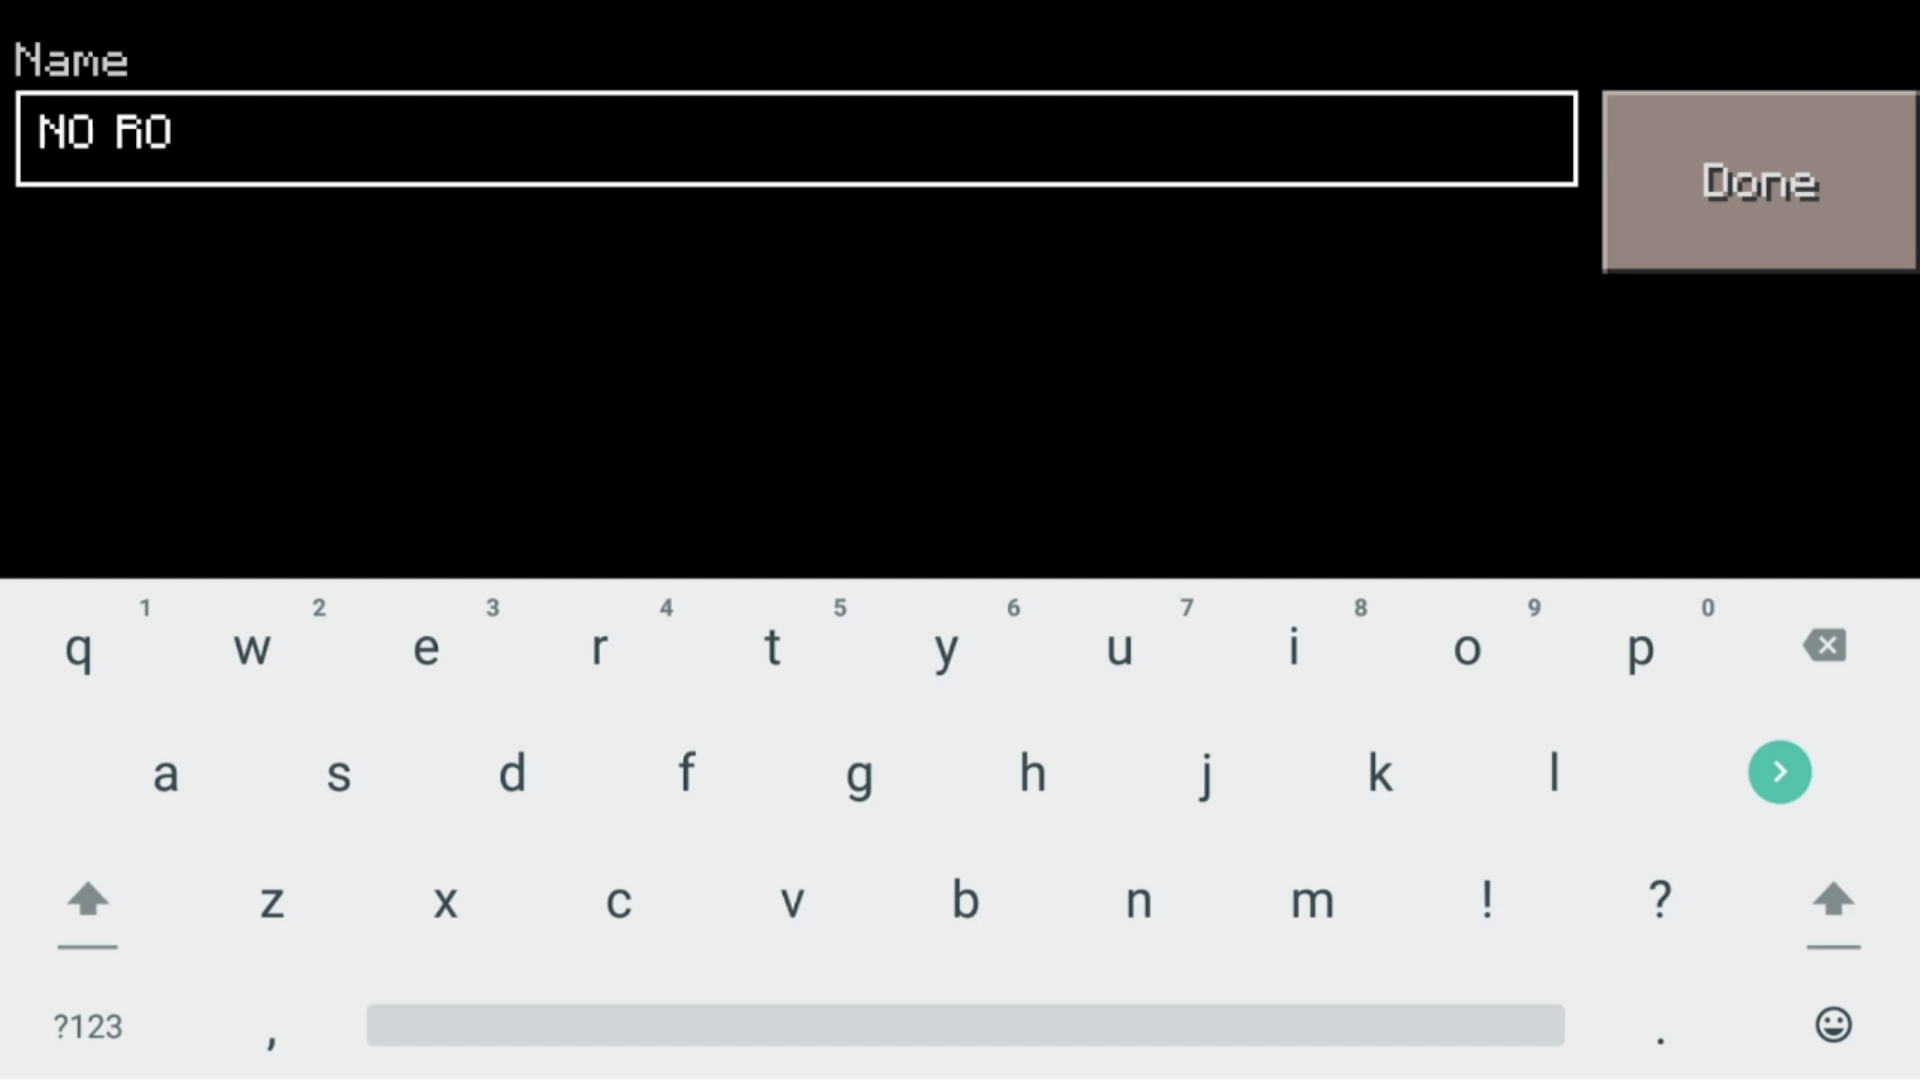 Name
NO RO
Done
1 2 3 4 5 6 7 8 9 0
q w e r t y u i o p
a s d f g h j k l
z x c v b n m ! ?
?123 , .